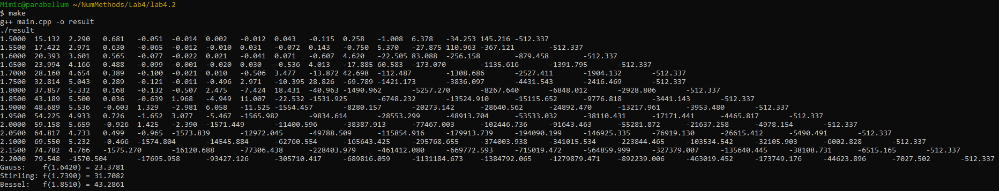 Mimic@parabellum ~/NumMethods/Lab4/lab4.2
$ make
g++ main.cpp -o result
./result
1.5000 15.132 2.290 0.681 -0.051 -0.014 0.002 -0.012 0.043 -0.115 0.258 -1.008 6.378 -34.253 145.216 -512.337
1.5500 17.422 2.971 0.630 -0.065 -0.012 -0.010 0.031 -0.072 0.143 -0.750 5.370 -27.875 110.963 -367.121 -512.337
1.6000 20.393 3.601 0.565 -0.077 -0.022 0.021 -0.041 0.071 -0.607 4.620 -22.505 83.088 -256.158 -879.458 -512.337
1.6500 23.994 4.166 0.488 -0.099 -0.001 -0.020 0.030 -0.536 4.013 -17.885 60.583 -173.070 -1135.616 -1391.795 -512.337
1.7000 28.160 4.654 0.389 -0.100 -0.021 0.010 -0.506 3.477 -13.872 42.698 -112.487 -1308.686 -2527.411 -1904.132 -512.337
1.7500 32.814 5.043 0.289 -0.121 -0.011 -0.496 2.971 -10.395 28.826 -69.789 -1421.173 -3836.097 -4431.543 -2416.469 -512.337
1.8000 37.857 5.332 0.168 -0.132 -0.507 2.475 -7.424 18.431 -40.963 -1490.962 -5257.270 -8267.640 -6848.012 -2928.806 -512.337
1.8500 43.189 5.500 0.036 -0.639 1.968 -4.949 11.007 -22.532 -1531.925 -6748.232 -13524.910 -15115.652 -9776.818 -3441.143 -512.337
1.9000 48.689 5.536 -0.603 1.329 -2.981 6.058 -11.525 -1554.457 -8280.157 -20273.142 -28640.562 -24892.470 -13217.961 -3953.480 -512.337
1.9500 54.225 4.933 0.726 -1.652 3.077 -5.467 -1565.982 -9834.614 -28553.299 -48913.704 -53533.032 -38110.431 -17171.441 -4465.817 -512.337
2.0000 59.158 5.659 -0.926 1.425 -2.390 -1571.449 -11400.596 -38387.913 -77467.003 -102446.736 -91643.463 -55281.872 -21637.258 -4978.154 -512.337
2.0500 64.817 4.733 0.499 -0.965 -1573.839 -12972.045 -49788.509 -115854.916 -179913.739 -194090.199 -146925.335 -76919.130 -26615.412 -5490.491 -512.337
2.1000 69.550 5.232 -0.466 -1574.804 -14545.884 -62760.554 -165643.425 -295768.655 -374003.938 -341015.534 -223844.465 -103534.542 -32105.903 -6002.828 -512.337
2.1500 74.782 4.766 -1575.270 -16120.688 -77306.438 -228403.979 -461412.080 -669772.593 -715019.472 -564859.999 -327379.007 -135640.445 -38108.731 -6515.165 -512.337
2.2000 79.548 -1570.504 -17695.958 -93427.126 -305710.417 -689816.059 -1131184.673 -1384792.065 -1279879.471 -892239.006 -463019.452 -173749.176 -44623.896 -7027.502 -512.337
Gauss: f(1.6420) = 23.3781
Stirling: f(1.7390) = 31.7082
Bessel: f(1.8510) = 43.2861